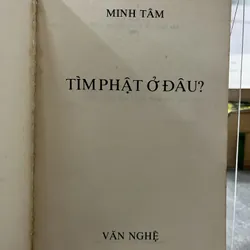 MINH TÂM
TÌM PHẬT Ở ĐÂU?
VĂN NGHỆ